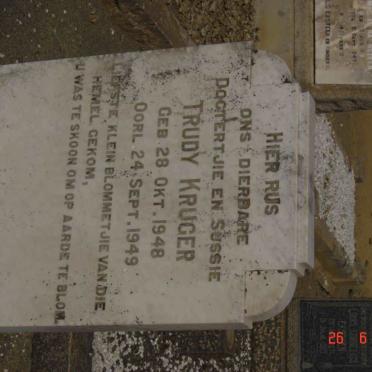 HIER RUS
ONS DIERBARE
DOGTERTJIE EN SUSSIE
TRUDY KRUGER
GEB 28 OKT. 1948
OORL 24 SEPT. 1949
LIEFSTE, KLEIN BLOMMETJIE VAN DIE
HEMEL GEKOM,
U WAS TE SKOON OM OP AARDE TE BLOM.
26 6